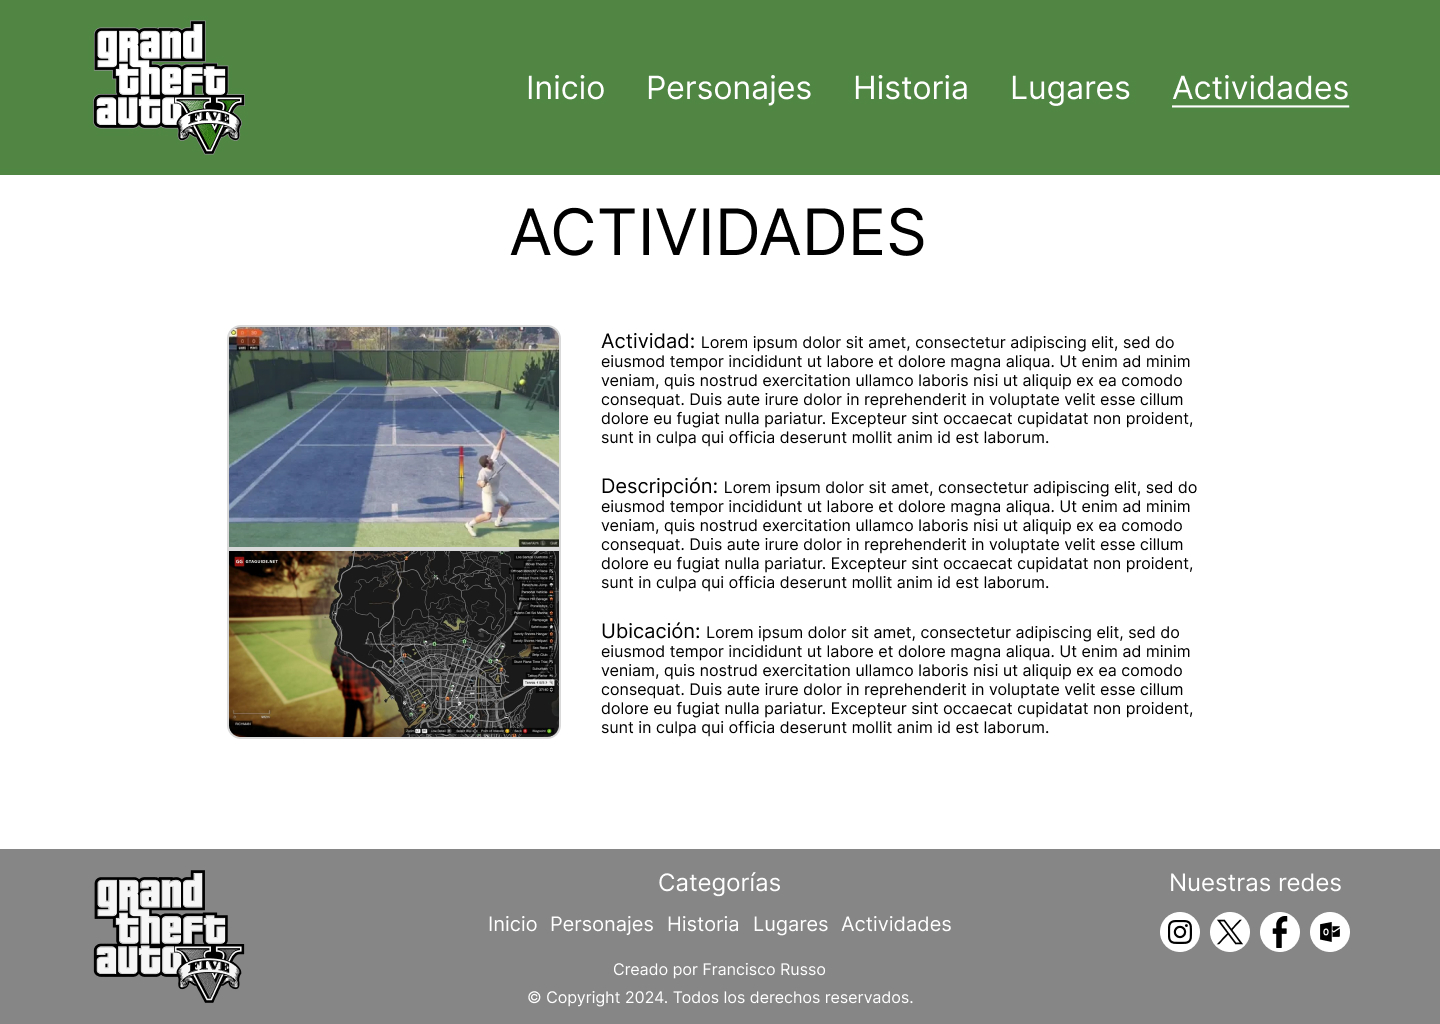 grand
theft
auto
FIVE
Inicio Personajes Historia Lugares Actividades
ACTIVIDADES
Actividad: Lorem ipsum dolor sit amet, consectetur adipiscing elit, sed do
eiusmod tempor incididunt ut labore et dolore magna aliqua. Ut enim ad minim
veniam, quis nostrud exercitation ullamco laboris nisi ut aliquip ex ea comodo
consequat. Duis aute irure dolor in reprehenderit in voluptate velit esse cillum
dolore eu fugiat nulla pariatur. Excepteur sint occaecat cupidatat non proident,
sunt in culpa qui officia deserunt mollit anim id est laborum.
GTAGUIDE.NET
Descripción: Lorem ipsum dolor sit amet, consectetur adipiscing elit, sed do
eiusmod tempor incididunt ut labore et dolore magna aliqua. Ut enim ad minim
veniam, quis nostrud exercitation ullamco laboris nisi ut aliquip ex ea comodo
consequat. Duis aute irure dolor in reprehenderit in voluptate velit esse cillum
dolore eu fugiat nulla pariatur. Excepteur sint occaecat cupidatat non proident,
sunt in culpa qui officia deserunt mollit anim id est laborum.
Ubicación: Lorem ipsum dolor sit amet, consectetur adipiscing elit, sed do
eiusmod tempor incididunt ut labore et dolore magna aliqua. Ut enim ad minim
veniam, quis nostrud exercitation ullamco laboris nisi ut aliquip ex ea comodo
consequat. Duis aute irure dolor in reprehenderit in voluptate velit esse cillum
dolore eu fugiat nulla pariatur. Excepteur sint occaecat cupidatat non proident,
sunt in culpa qui officia deserunt mollit anim id est laborum.
grand
theft
auto
FIVE
Categorías
Inicio Personajes Historia Lugares Actividades
Creado por Francisco Russo
© Copyright 2024. Todos los derechos reservados.
Nuestras redes